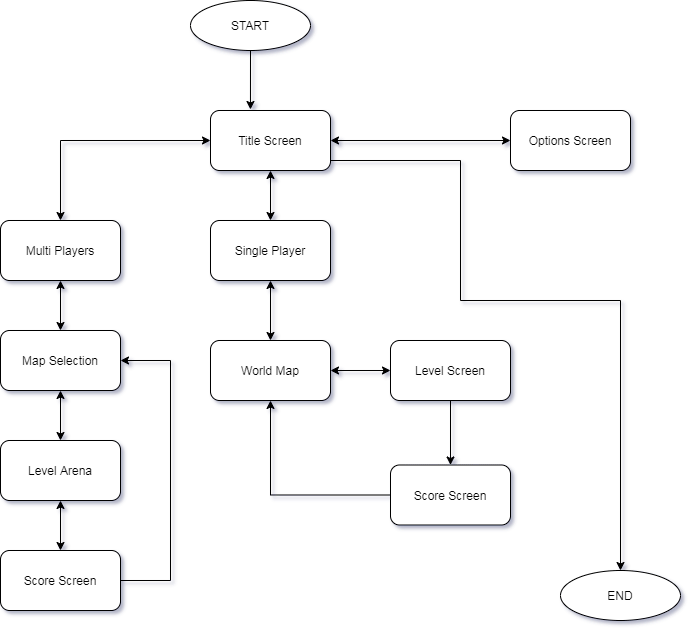 START
Title Screen
Options Screen
Multi Players
Single Player
Map Selection
World Map
Level Screen
Level Arena
Score Screen
Score Screen
END